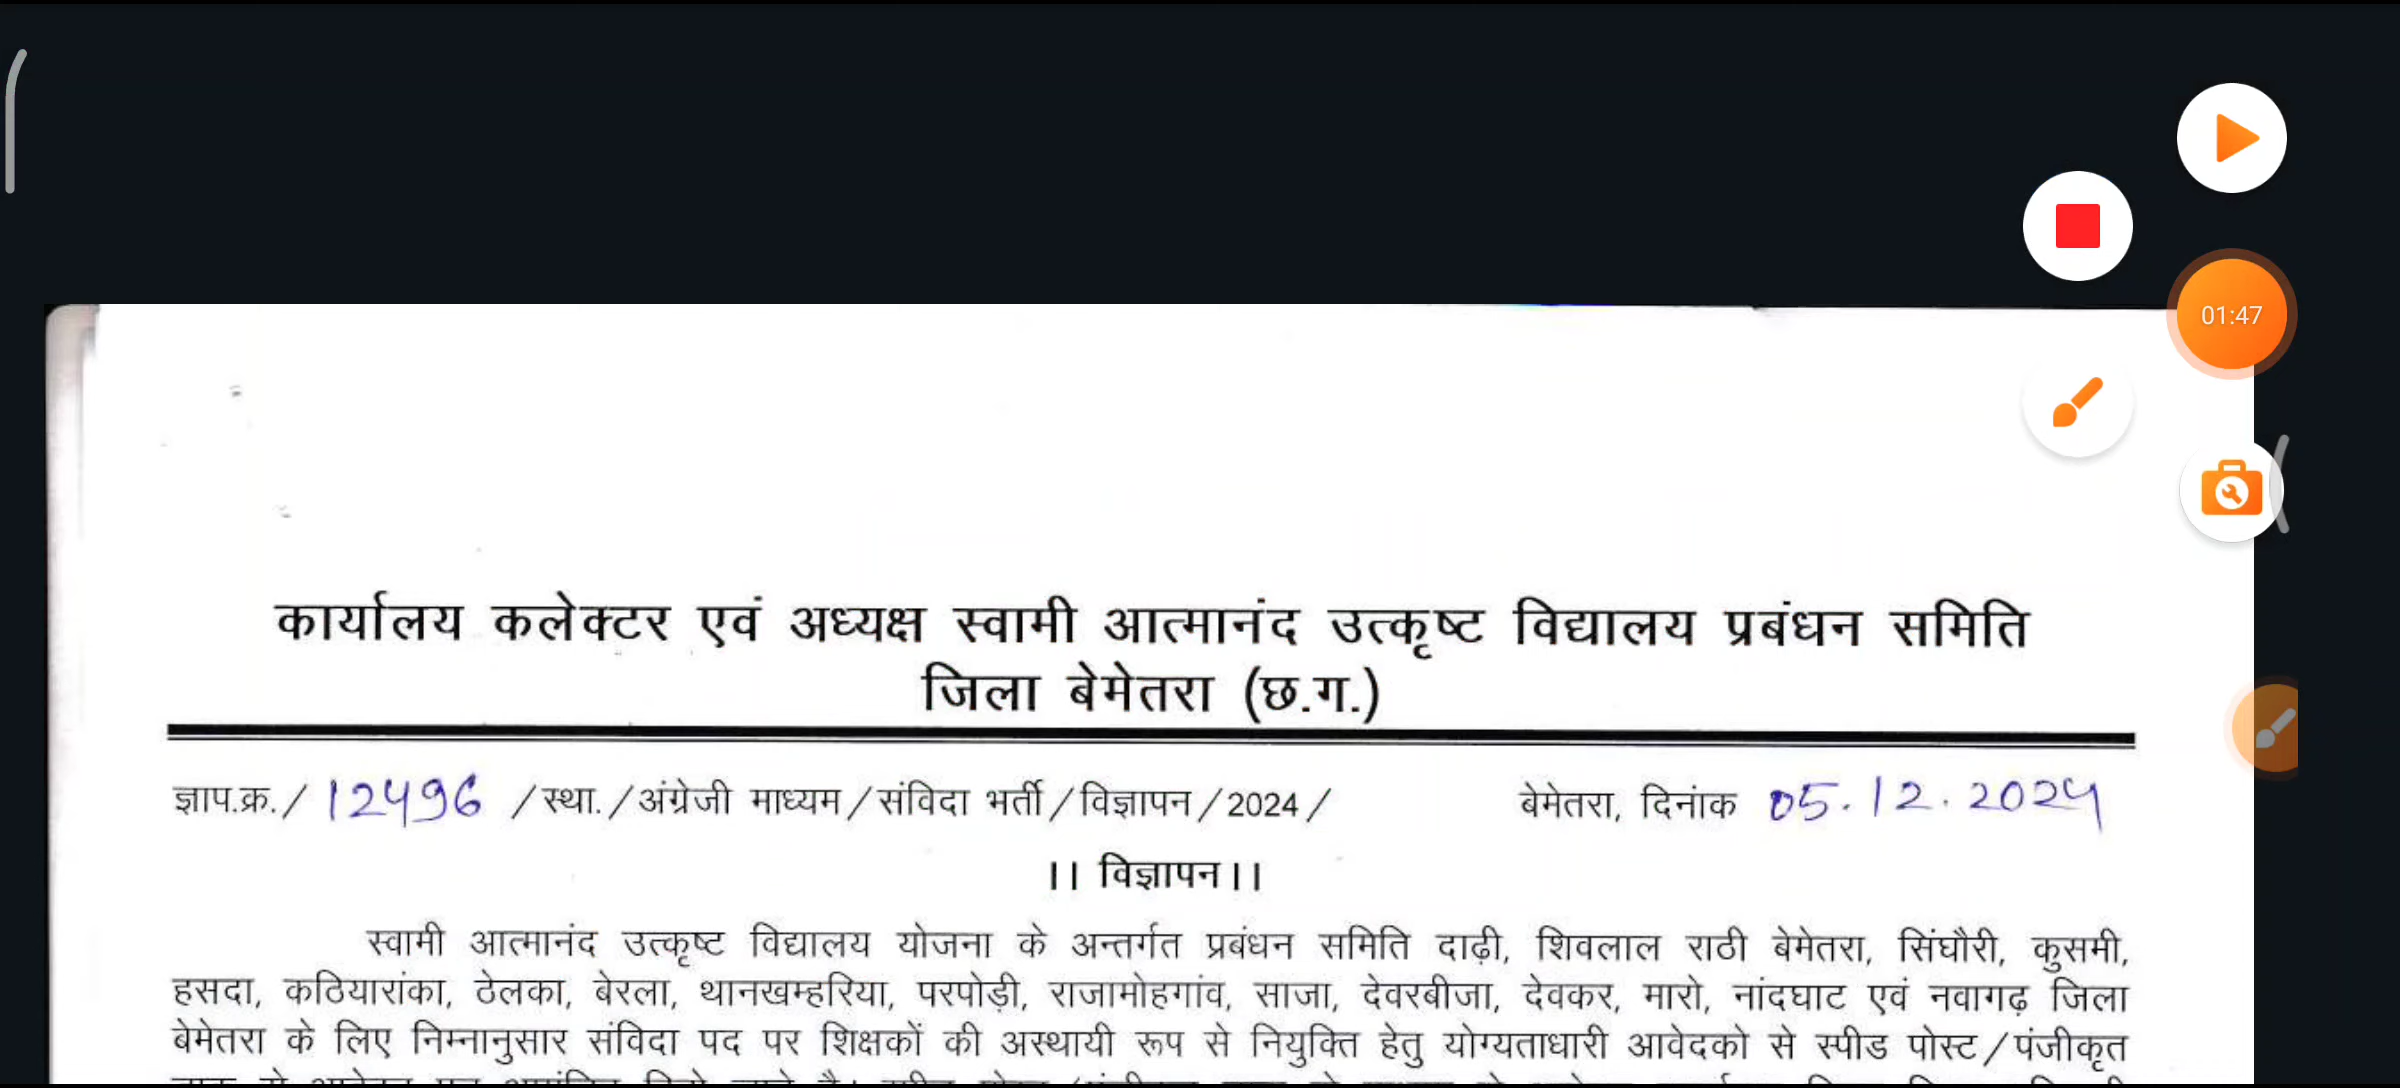 01:47
कार्यालय कलेक्टर एवं अध्यक्ष स्वामी आत्मानंद उत्कृष्ट विद्यालय प्रबंधन समिति
जिला बेमेतरा (छ.ग.)
ज्ञाप.क्र./ 12496 /स्था./अंग्रेजी माध्यम/संविदा भर्ती/विज्ञापन/2024/ बेमेतरा, दिनांक 05.12.2024
।। विज्ञापन।।
स्वामी आत्मानंद उत्कृष्ट विद्यालय योजना के अन्तर्गत प्रबंधन समिति दाढ़ी, शिवलाल राठी बेमेतरा, सिंघौरी, कुसमी,
हसदा, कठियारांका, ठेलका, बेरला, थानखम्हरिया, परपोड़ी, राजामोहगांव, साजा, देवरबीजा, देवकर, मारो, नांदघाट एवं नवागढ़ जिला
बेमेतरा के लिए निम्नानुसार संविदा पद पर शिक्षकों की अस्थायी रूप से नियुक्ति हेतु योग्यताधारी आवेदको से स्पीड पोस्ट/पंजीकृत